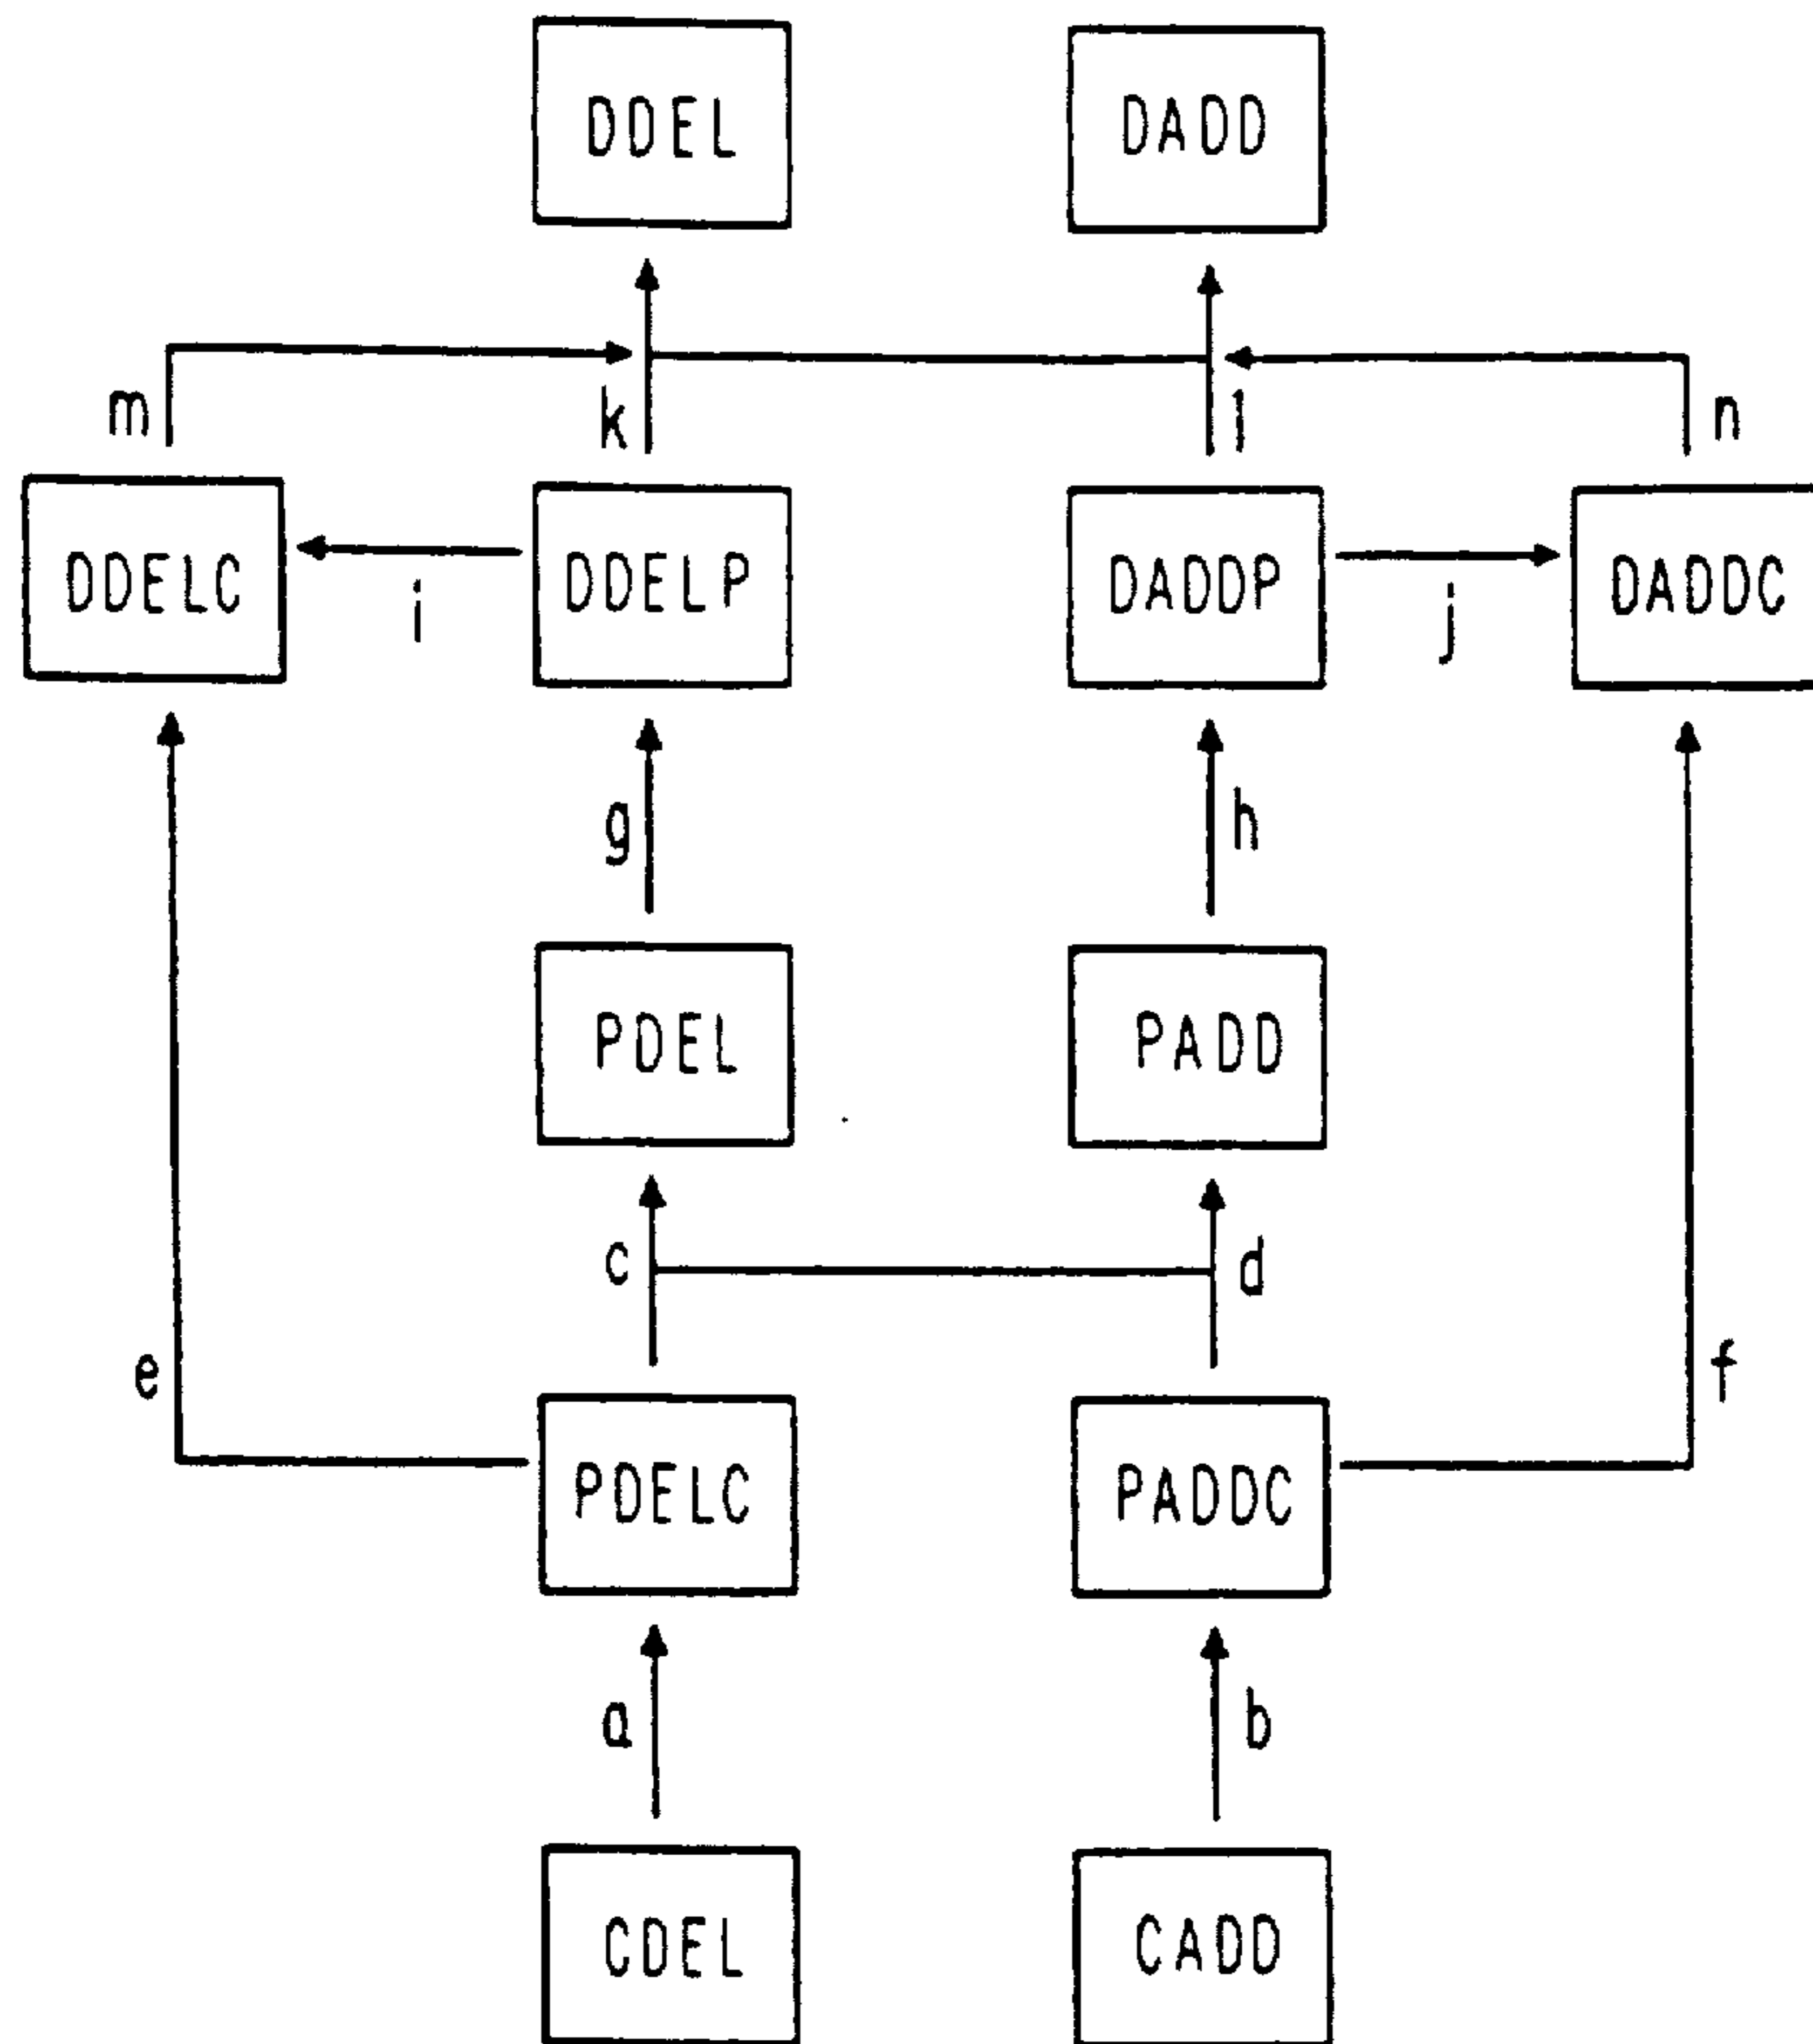 DDEL DADD
m k l n
DDELC DDELP DADDP DADDC
i j
g h
PDEL PADD
c d
e f
PDELC PADDC
a b
CDEL CADD